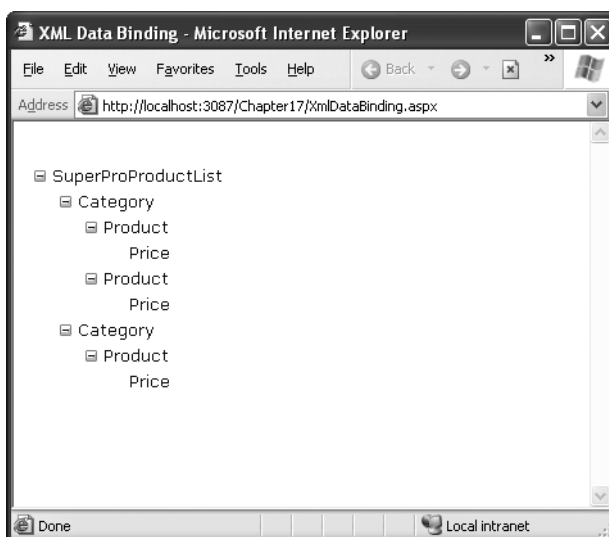 XML Data Binding - Microsoft Internet Explorer
File Edit View Favorites Tools Help Back »
Address http://localhost:3087/Chapter17/XmlDataBinding.aspx
SuperProProductList
Category
Product
Price
Product
Price
Category
Product
Price
Done Local intranet